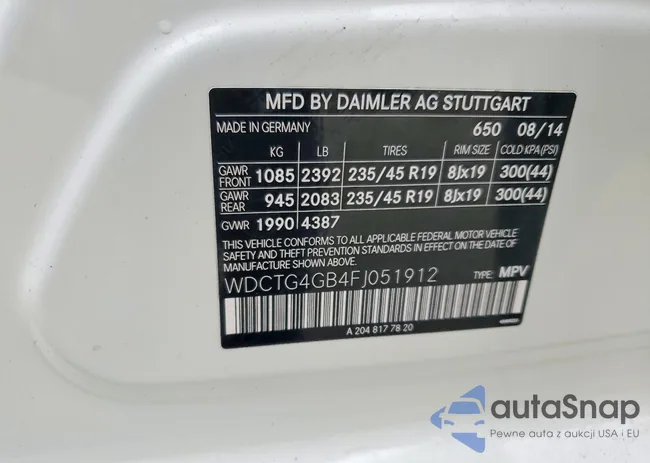 MFD BY DAIMLER AG STUTTGART
MADE IN GERMANY 650 08/14
KG LB TIRES RIM SIZE COLD KPA(PSI)
GAWR FRONT 1085 2392 235/45 R19 8Jx19 300(44)
GAWR REAR 945 2083 235/45 R19 8Jx19 300(44)
GVWR 1990 4387
THIS VEHICLE CONFORMS TO ALL APPLICABLE FEDERAL MOTOR VEHICLE
SAFETY AND THEFT PREVENTION STANDARDS IN EFFECT ON THE DATE OF
MANUFACTURE SHOWN ABOVE.
WDCTG4GB4FJ051912 TYPE: MPV
A 204 817 78 20
autaSnap
Pewne auta z aukcji USA i EU